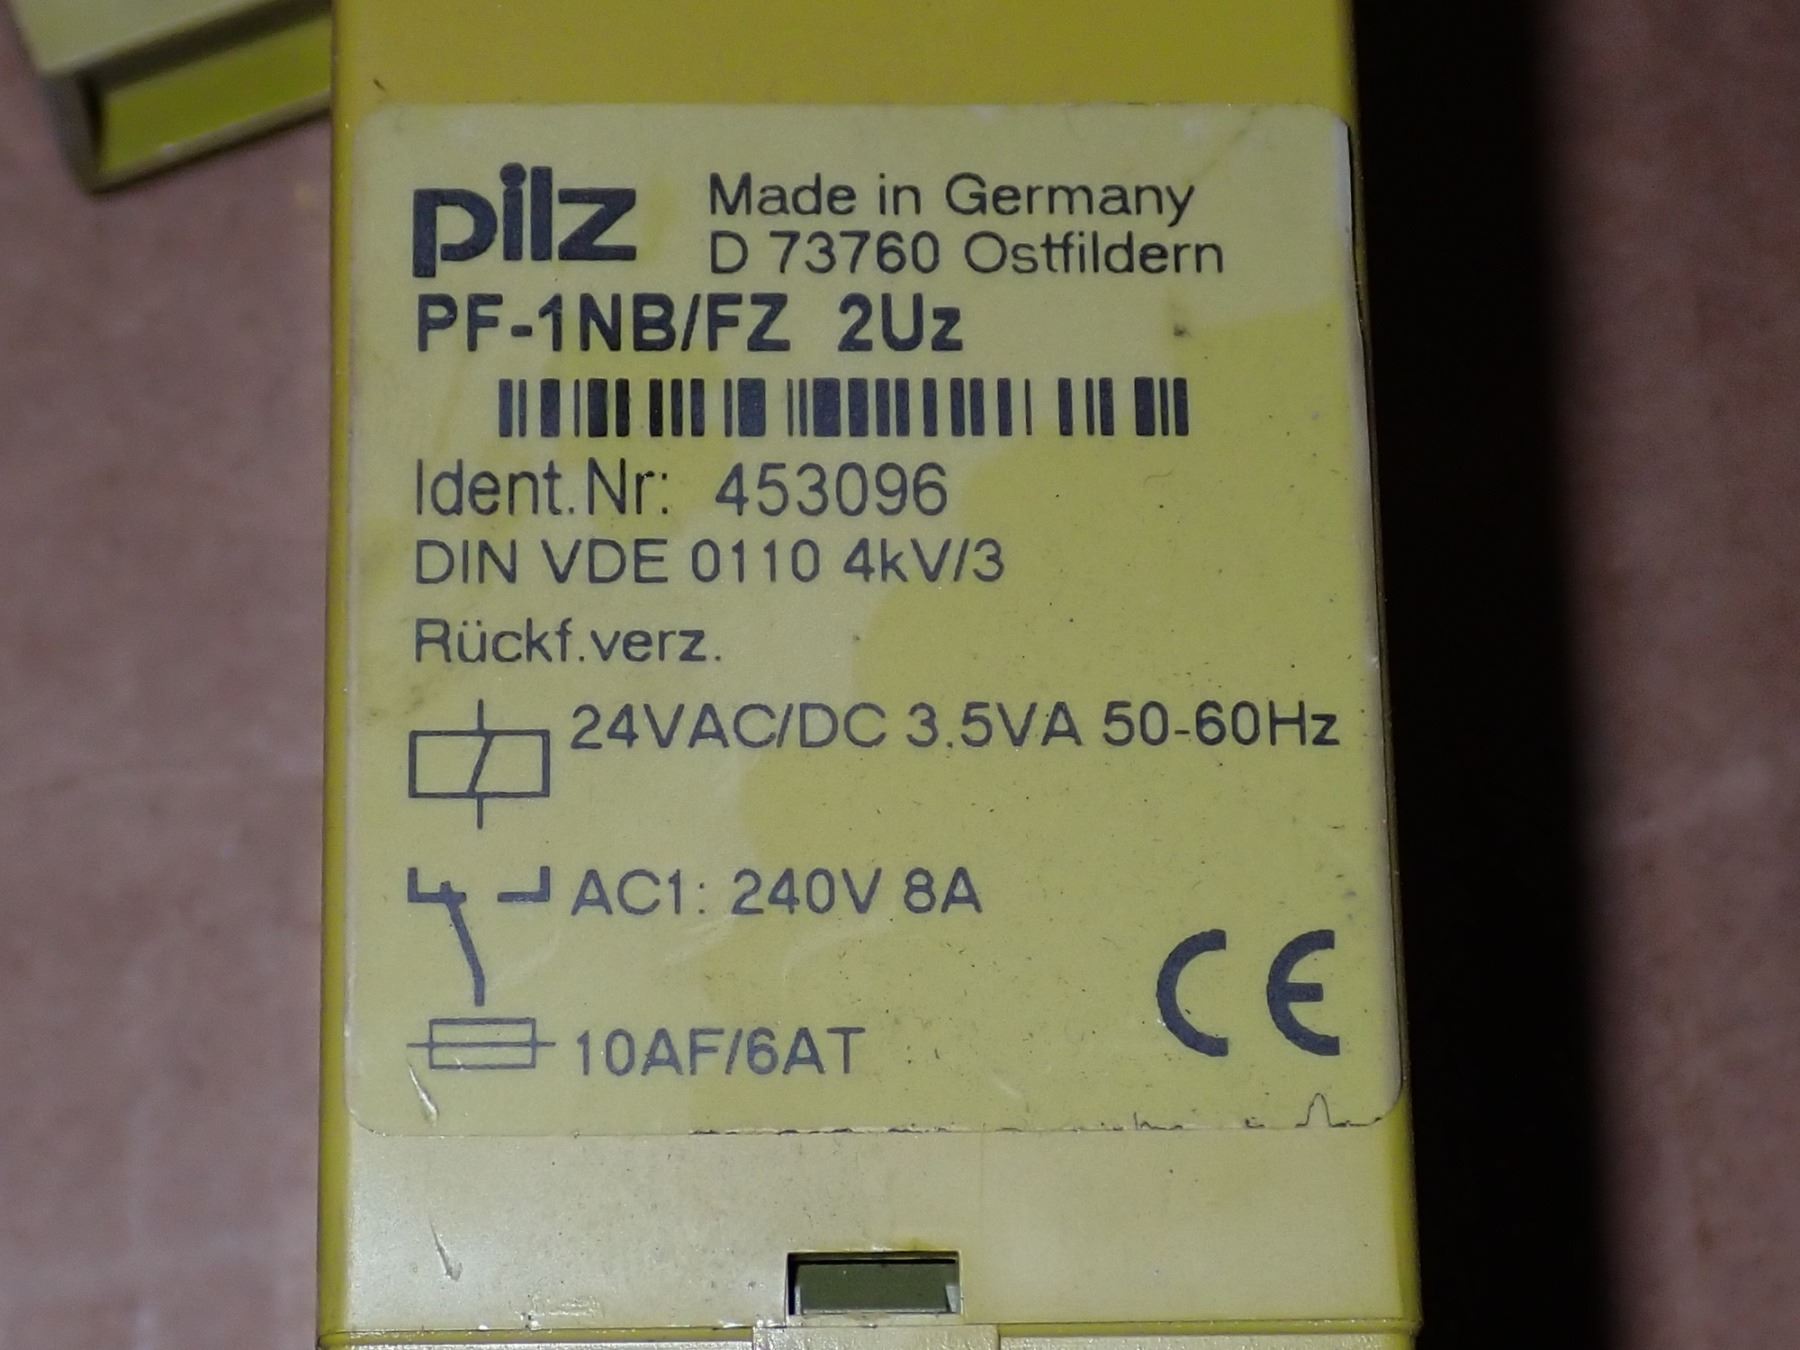 pilz
Made in Germany
D 73760 Ostfildern
PF-1NB/FZ 2Uz
Ident.Nr: 453096
DIN VDE 0110 4kV/3
Rückf.verz.
24VAC/DC 3.5VA 50-60Hz
AC1: 240V 8A
CE
10AF/6AT